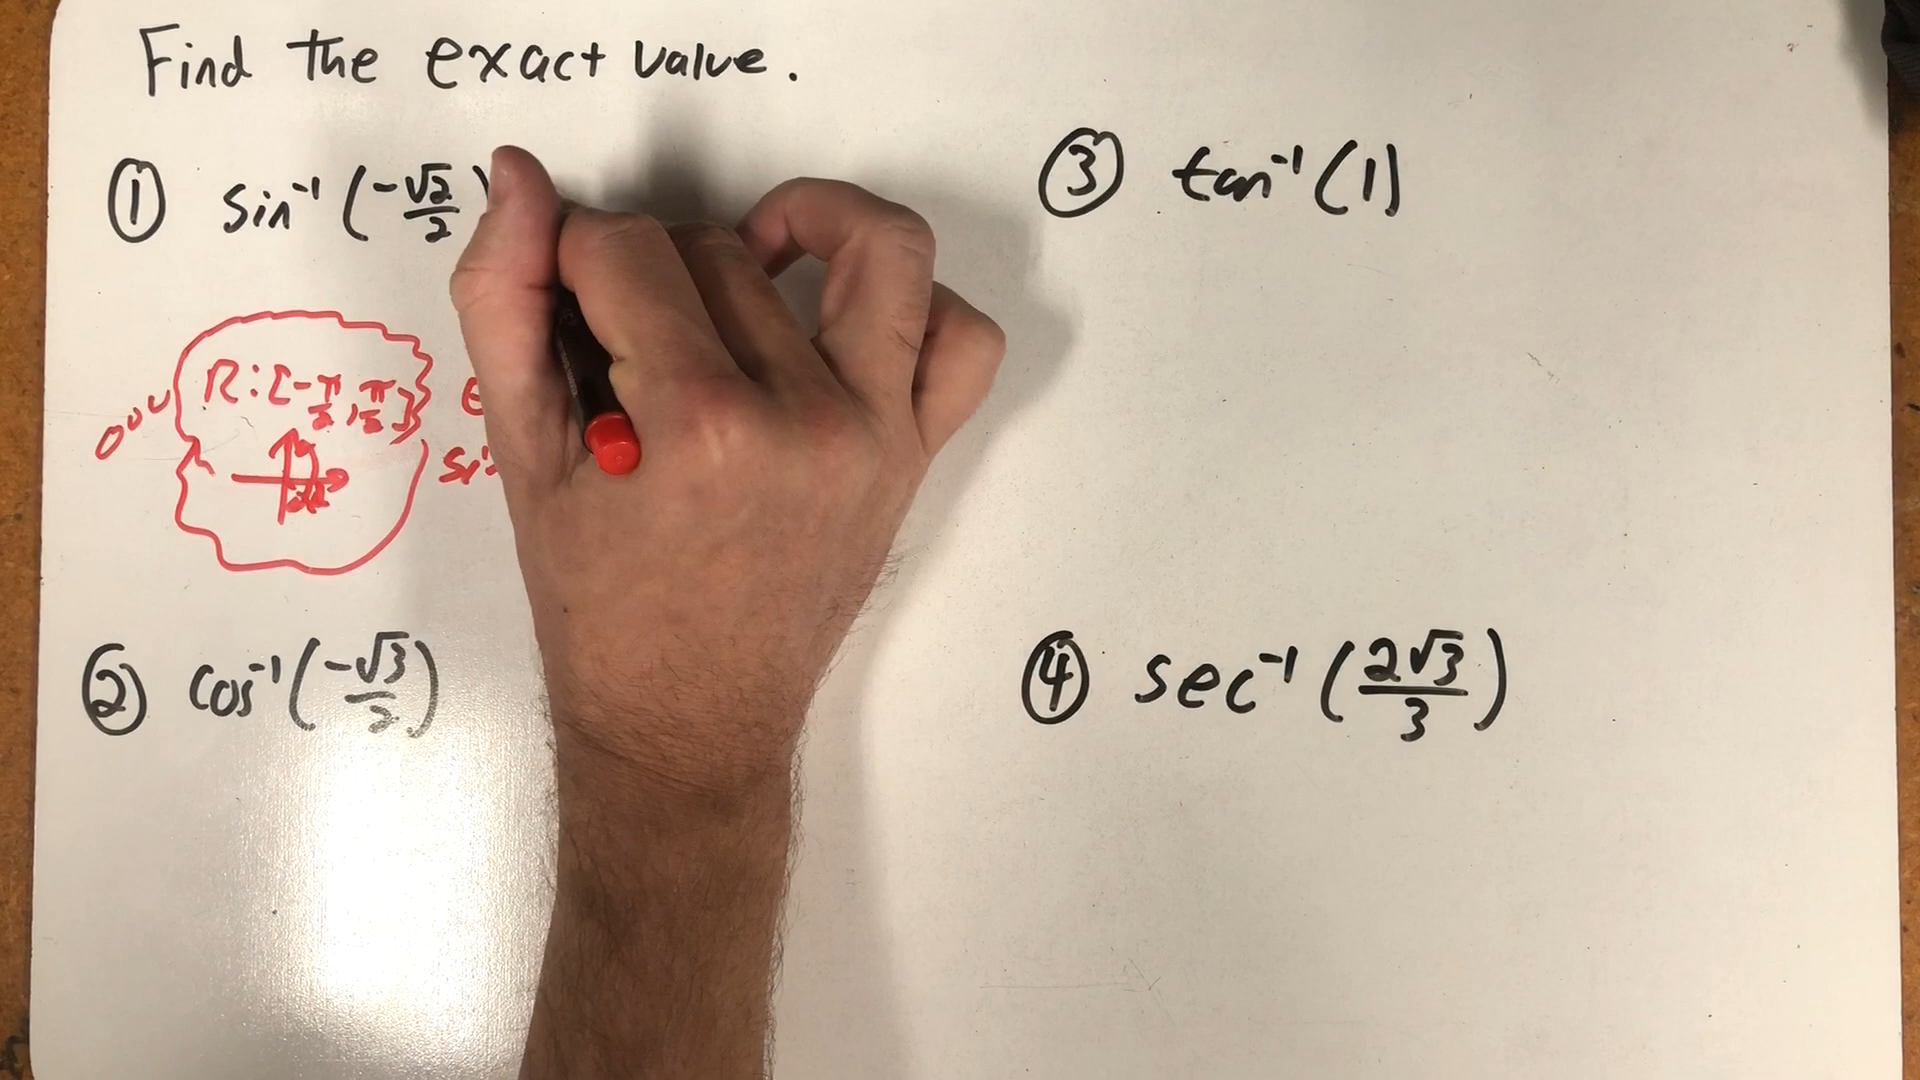 Find the exact value.
① sin⁻¹(-√2/2)
R: [-π/2, π/2]
② cos⁻¹(-√3/2)
③ tan⁻¹(1)
④ sec⁻¹(2√3/3)